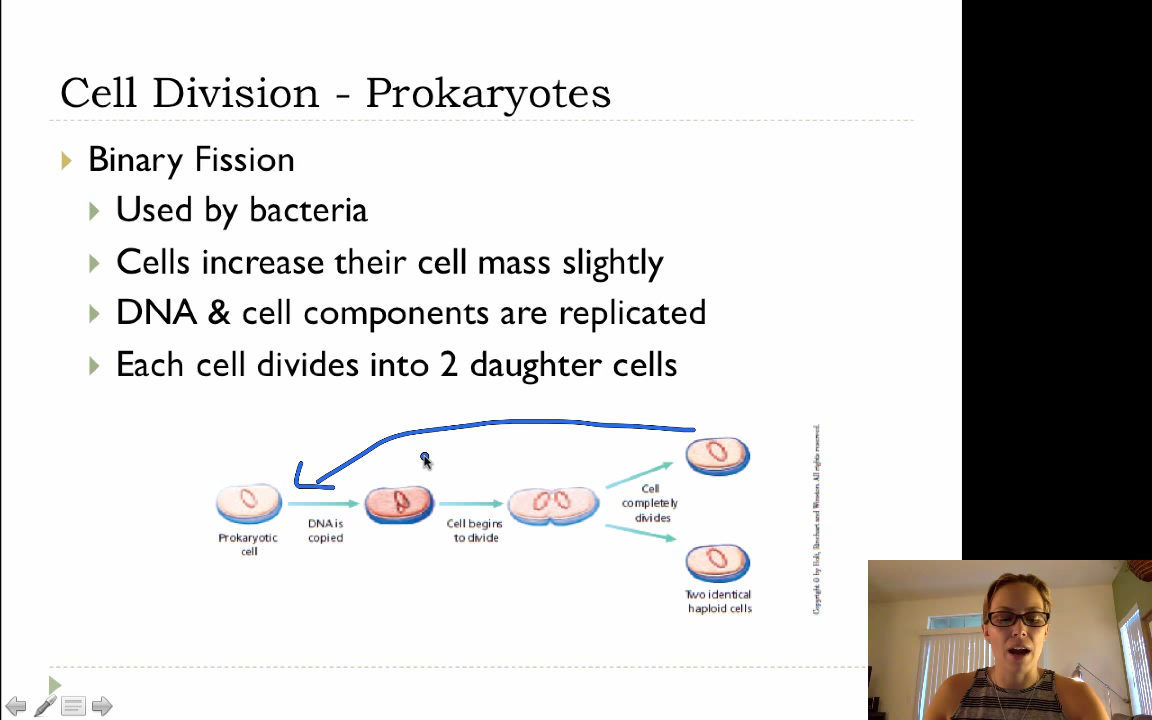 Cell Division - Prokaryotes
Binary Fission
Used by bacteria
Cells increase their cell mass slightly
DNA & cell components are replicated
Each cell divides into 2 daughter cells
Prokaryotic
cell
DNA is
copied
Cell begins
to divide
Cell
completely
divides
Two identical
haploid cells
Copyright © by Holt, Rinehart and Winston. All rights reserved.